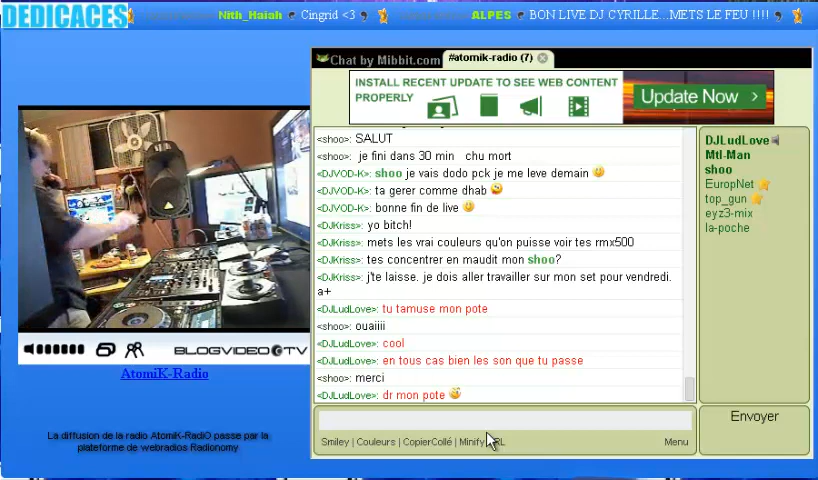 DEDICACES
Nith_Haiah Cingrid <3 ALPES BON LIVE DJ CYRILLE...METS LE FEU !!!!
Chat by Mibbit.com #atomik-radio (7)
INSTALL RECENT UPDATE TO SEE WEB CONTENT
PROPERLY
Update Now >
<shoo>: SALUT
<shoo>: je fini dans 30 min chu mort
<DJVOD-K>: shoo je vais dodo pck je me leve demain
<DJVOD-K>: ta gerer comme dhab
<DJVOD-K>: bonne fin de live
<DJKriss>: yo bitch!
<DJKriss>: mets les vrai couleurs qu'on puisse voir tes rmx500
<DJKriss>: tes concentrer en maudit mon shoo?
<DJKriss>: j'te laisse. je dois aller travailler sur mon set pour vendredi.
a+
<DJLudLove>: tu tamuse mon pote
<shoo>: ouaiiii
<DJLudLove>: cool
<DJLudLove>: en tous cas bien les son que tu passe
<shoo>: merci
<DJLudLove>: dr mon pote
DJLudLove
Mtl-Man
shoo
EuropNet
top_gun
eyz3-mix
la-poche
Smiley | Couleurs | CopierCollé | Minify
Menu
Envoyer
BLOGVIDEO TV
AtomiK-Radio
La diffusion de la radio AtomiK-RadiO passe par la
plateforme de webradios Radionomy